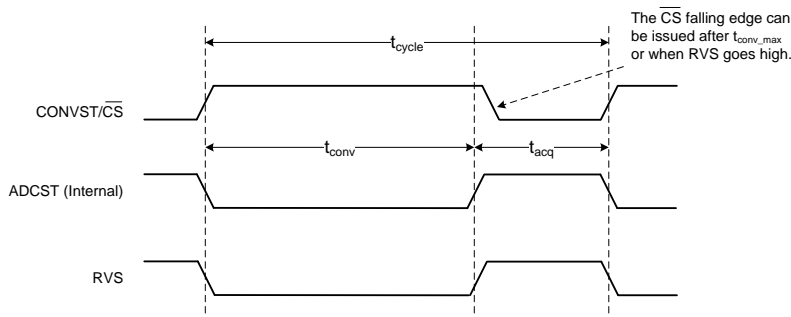 The CS falling edge can
be issued after tconv_max
or when RVS goes high.
tcycle
CONVST/CS
tconv
tacq
ADCST (Internal)
RVS